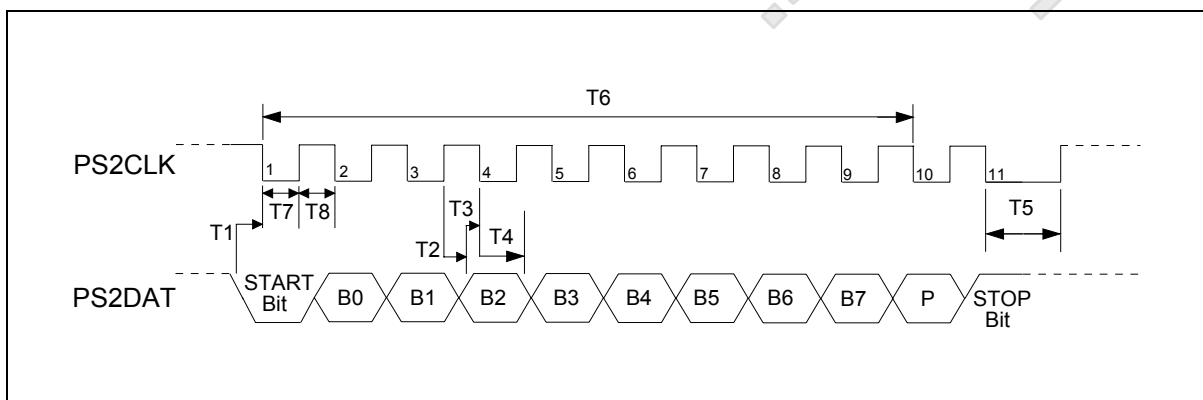 T6
PS2CLK
1 2 3 4 5 6 7 8 9 10 11
T7 T8 T3 T5
T1 T2 T4
PS2DAT
START
Bit
B0 B1 B2 B3 B4 B5 B6 B7 P
STOP
Bit